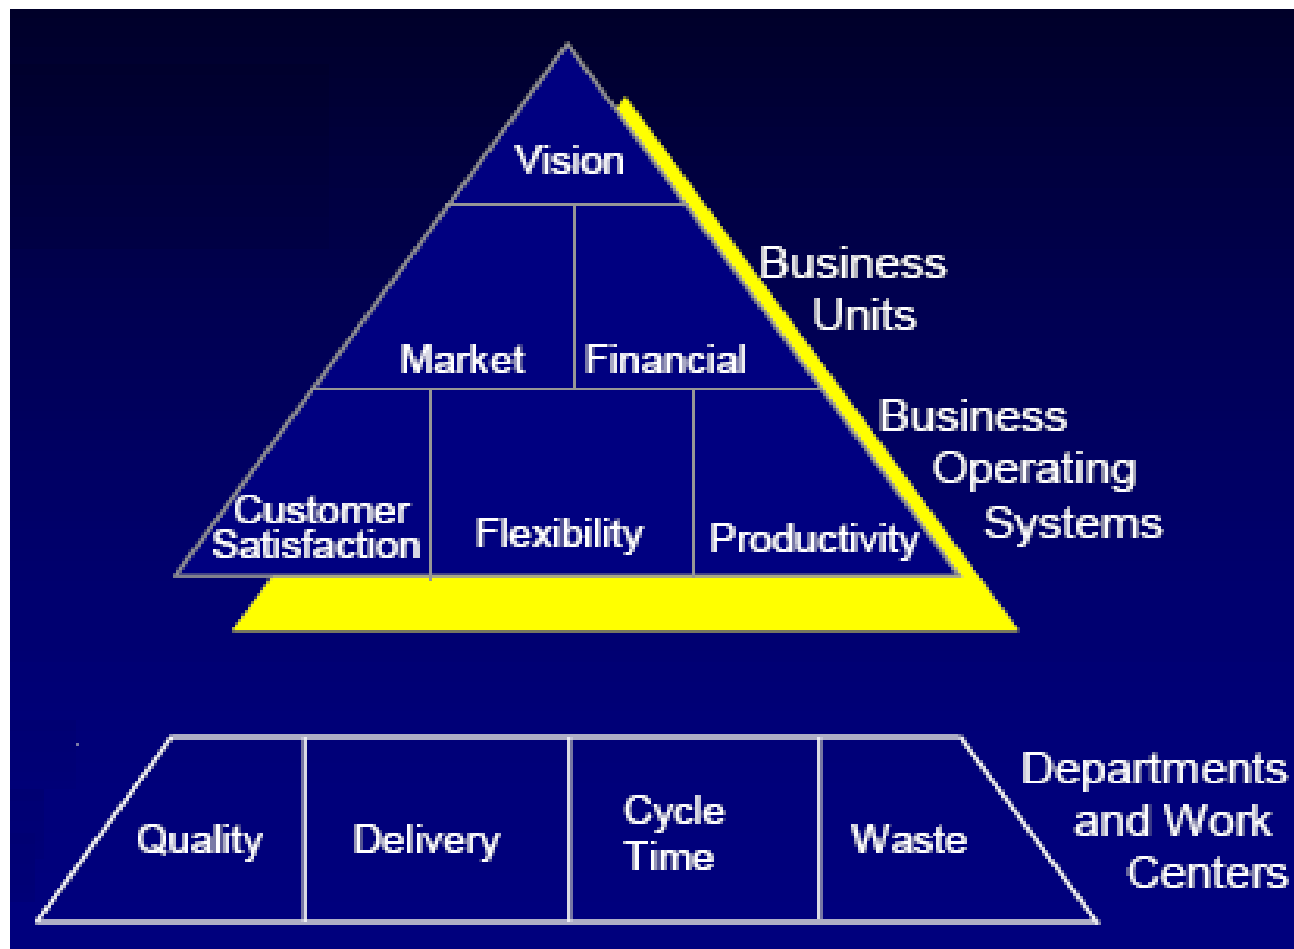 Vision
Business
Units
Market Financial
Business
Operating
Systems
Customer
Satisfaction
Flexibility
Productivity
Departments
and Work
Centers
Quality
Delivery
Cycle
Time
Waste